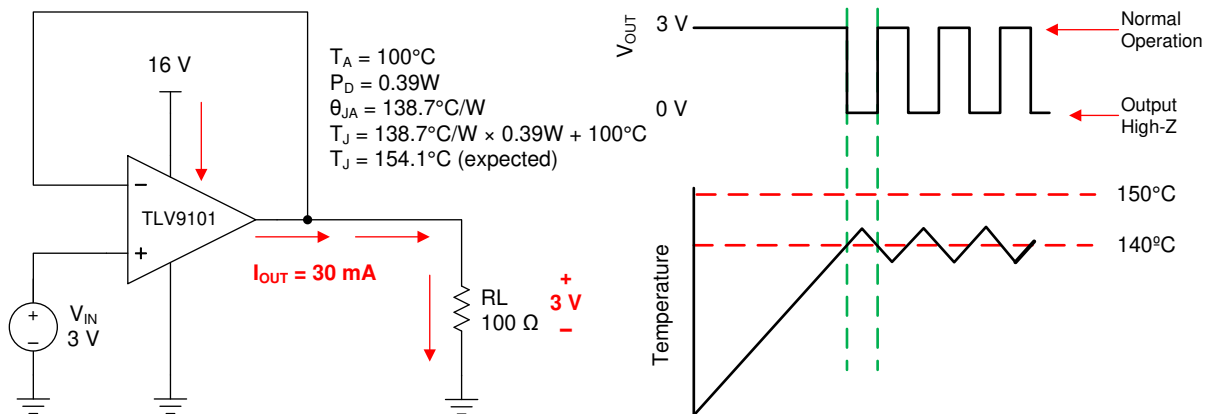 16 V
T_A = 100°C
P_D = 0.39W
θ_JA = 138.7°C/W
T_J = 138.7°C/W × 0.39W + 100°C
T_J = 154.1°C (expected)
−
TLV9101
+
I_OUT = 30 mA
+
−
V_IN
3 V
RL
100 Ω
+
3 V
−
V_OUT
3 V
0 V
Normal
Operation
Output
High-Z
Temperature
150°C
140ºC